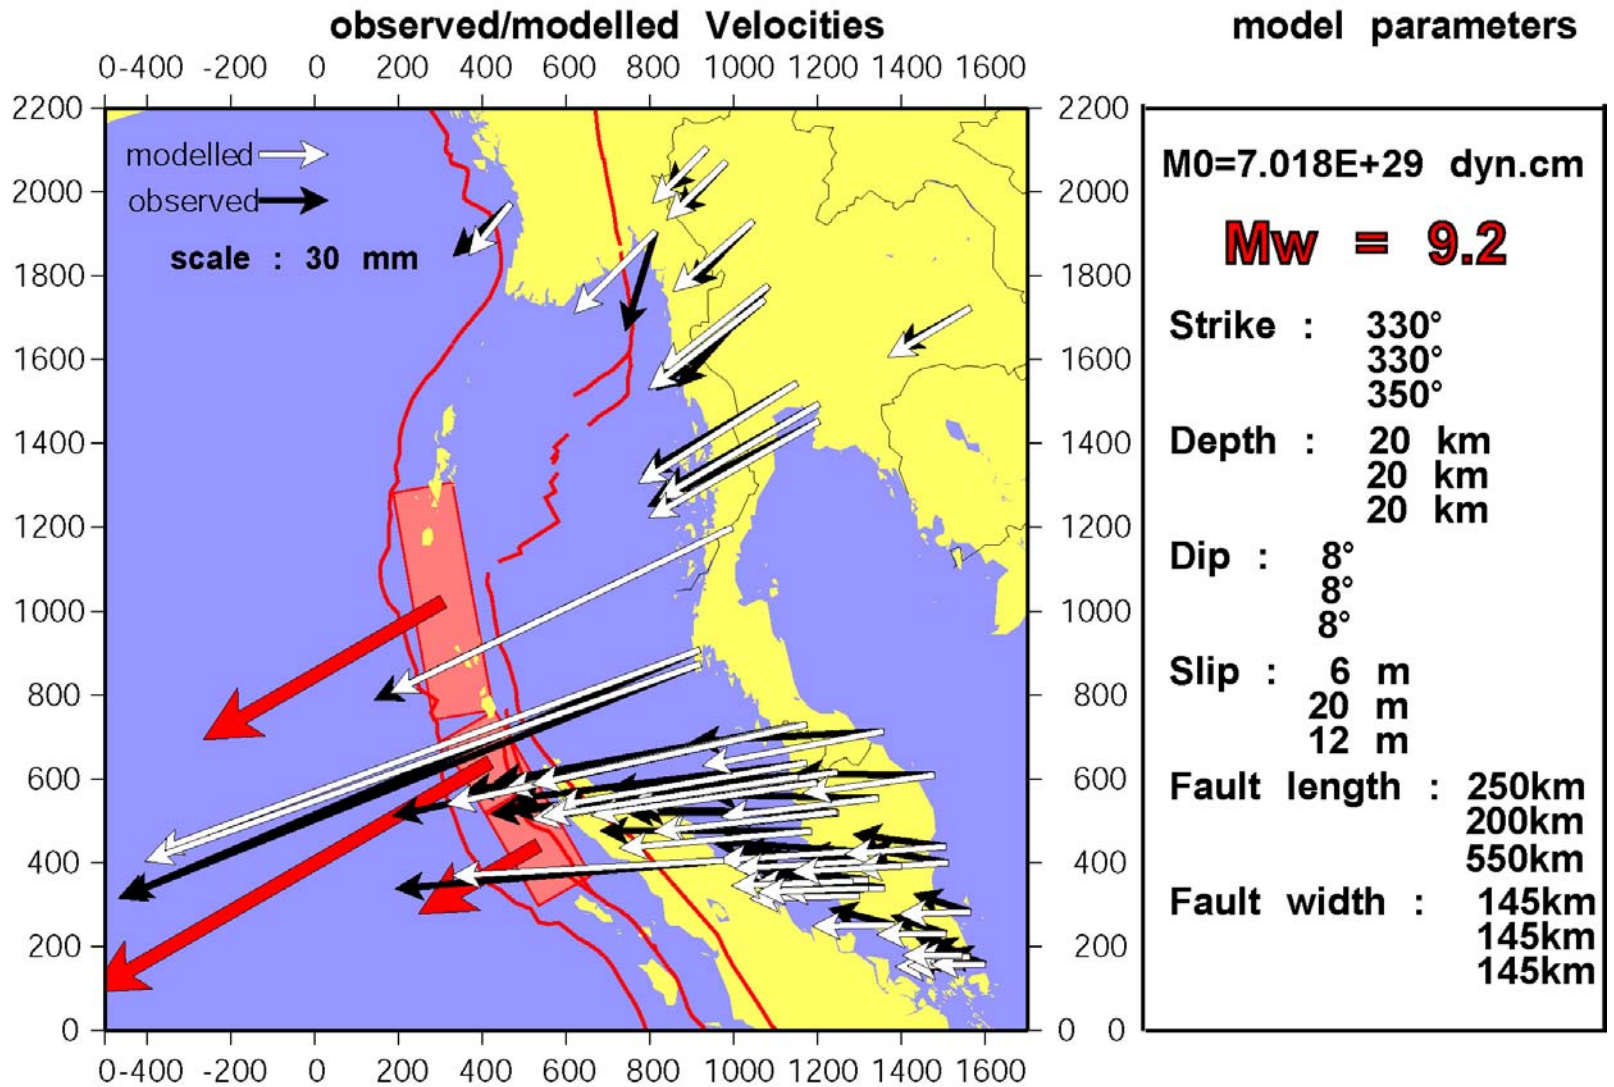 observed/modelled Velocities
0-400 -200 0 200 400 600 800 1000 1200 1400 1600
2200
2000
1800
1600
1400
1200
1000
800
600
400
200
0
modelled
observed
scale : 30 mm
2200
2000
1800
1600
1400
1200
1000
800
600
400
200
0 0
0-400 -200 0 200 400 600 800 1000 1200 1400 1600
model parameters
M0=7.018E+29 dyn.cm
Mw = 9.2
Strike : 330°
330°
350°
Depth : 20 km
20 km
20 km
Dip : 8°
8°
8°
Slip : 6 m
20 m
12 m
Fault length : 250km
200km
550km
Fault width : 145km
145km
145km